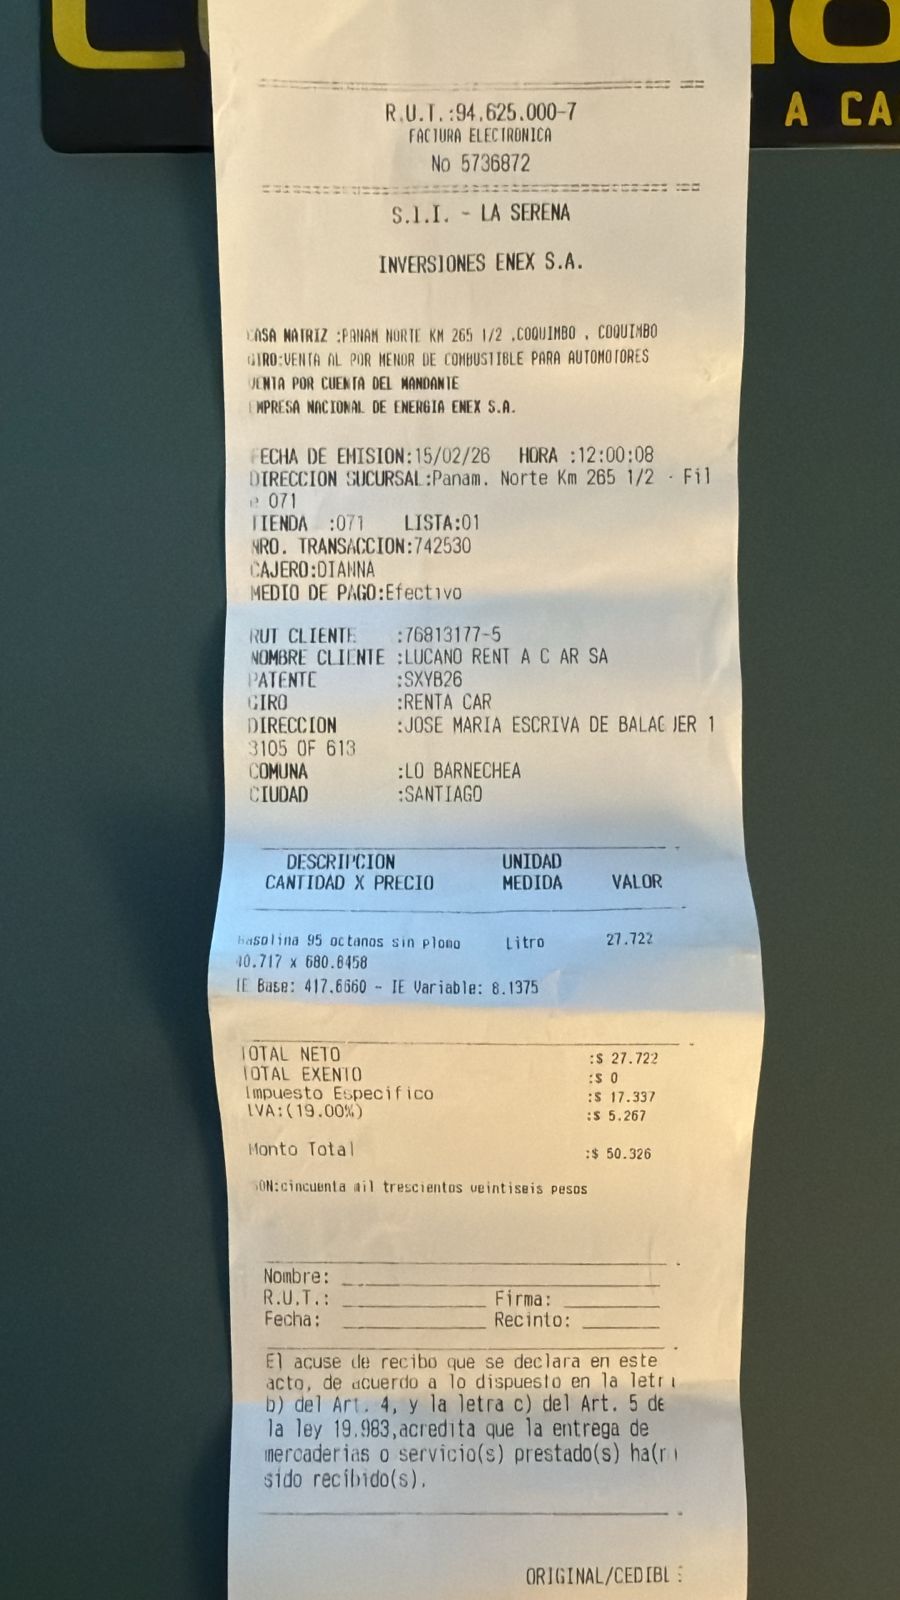 A CA
R.U.T.:94.625.000-7
FACTURA ELECTRONICA
No 5736872
S.I.I. - LA SERENA
INVERSIONES ENEX S.A.
CASA MATRIZ :PANAM NORTE KM 265 1/2 .COQUIMBO , COQUIMBO
GIRO:VENTA AL POR MENOR DE COMBUSTIBLE PARA AUTOMOTORES
VENTA POR CUENTA DEL MANDANTE
EMPRESA NACIONAL DE ENERGIA ENEX S.A.
FECHA DE EMISION:15/02/26 HORA :12:00:08
DIRECCION SUCURSAL:Panam. Norte Km 265 1/2 - Fil
e 071
TIENDA :071 LISTA:01
NRO. TRANSACCION:742530
CAJERO:DIANNA
MEDIO DE PAGO:Efectivo
RUT CLIENTE :76813177-5
NOMBRE CLIENTE :LUCANO RENT A C AR SA
PATENTE :SXYB26
GIRO :RENTA CAR
DIRECCION :JOSE MARIA ESCRIVA DE BALAGUER 1
3105 OF 613
COMUNA :LO BARNECHEA
CIUDAD :SANTIAGO
DESCRIPCION UNIDAD
CANTIDAD X PRECIO MEDIDA VALOR
Gasolina 95 octanos sin plomo Litro 27.722
40.717 x 680.8458
IE Base: 417.6660 - IE Variable: 8.1375
TOTAL NETO :$ 27.722
TOTAL EXENTO :$ 0
Impuesto Especifico :$ 17.337
IVA:(19.00%) :$ 5.267
Monto Total :$ 50.326
SON:cincuenta mil trescientos veintiseis pesos
Nombre:
R.U.T.: Firma:
Fecha: Recinto:
El acuse de recibo que se declara en este
acto, de acuerdo a lo dispuesto en la letra
b) del Art. 4, y la letra c) del Art. 5 de
la ley 19.983,acredita que la entrega de
mercaderias o servicio(s) prestado(s) ha(n)
sido recibido(s).
ORIGINAL/CEDIBLE